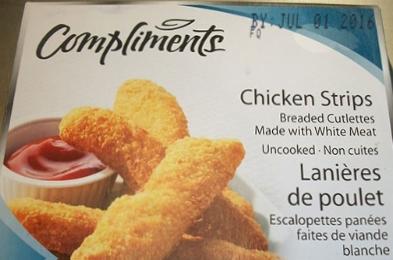 BY: JUL 01 2016
FQ
Compliments
Chicken Strips
Breaded Cutlettes
Made with White Meat
Uncooked · Non cuites
Lanières
de poulet
Escalopettes panées
faites de viande
blanche